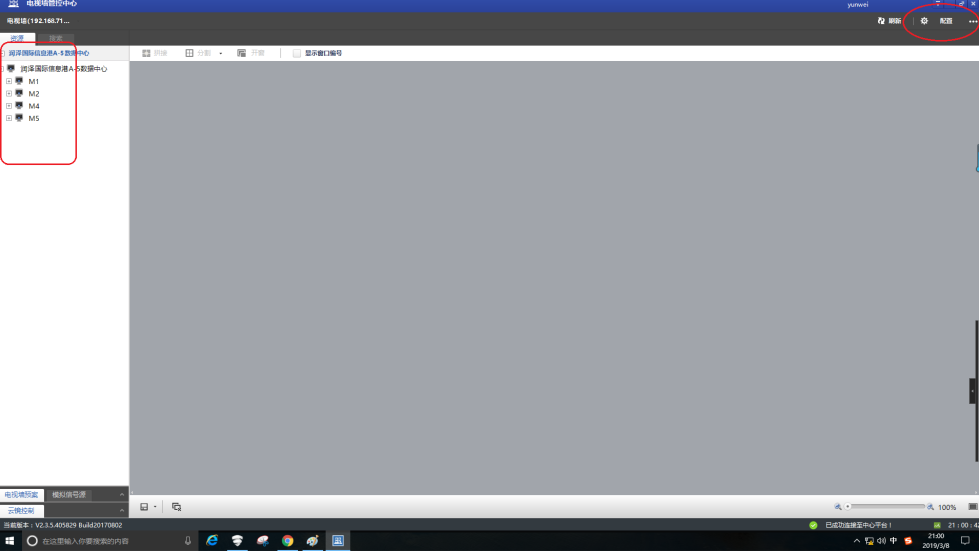 电视墙管控中心
yunwei
电视墙(192.168.71...
刷新
配置
资源
搜索
润泽国际信息港A-5数据中心
拼接
分割
开窗
显示窗口编号
润泽国际信息港A-5数据中心
M1
M2
M4
M5
电视墙预案
模拟信号源
云镜控制
100%
当前版本：V2.3.5.405829 Build20170802
已成功连接至中心平台！
21:00:42
在这里输入你要搜索的内容
中
21:00
2019/3/8